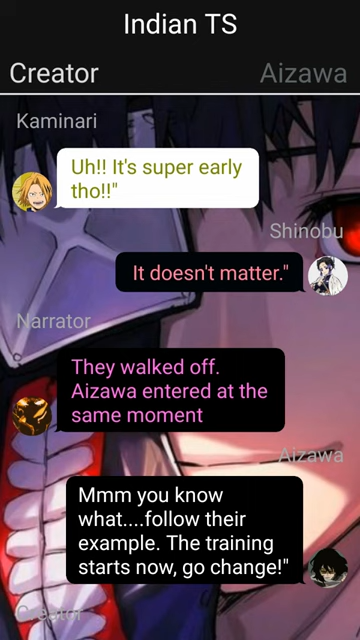 Indian TS
Creator
Aizawa
Kaminari
Uh!! It's super early
tho!!"
Shinobu
It doesn't matter."
Narrator
They walked off.
Aizawa entered at the
same moment
Aizawa
Mmm you know
what....follow their
example. The training
starts now, go change!"
Creator